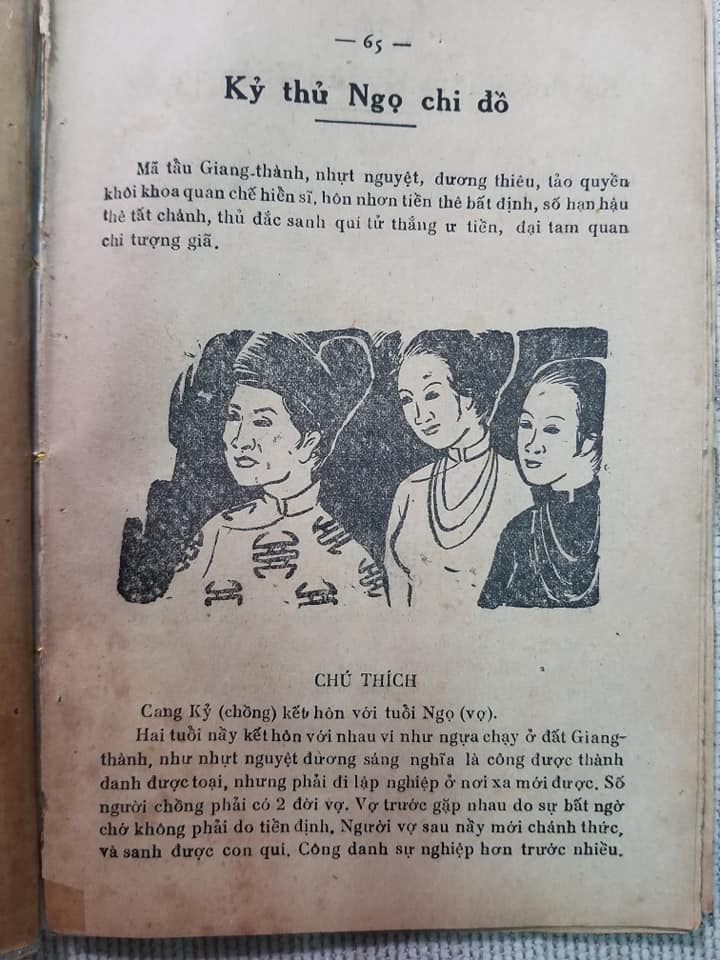 — 65 —
Kỷ thử Ngọ chi đồ
Mã tầu Giang-thành, nhựt nguyệt, dương thiêu, tảo quyền
khôi khoa quan chế hiền sĩ, hôn nhơn tiền thê bất định, số hạn hậu
thê tất chánh, thủ đắc sanh quí tử thắng ư tiền, đại tam quan
chi tượng giã.
CHÚ THÍCH
Cang Kỷ (chồng) kết hôn với tuổi Ngọ (vợ).
Hai tuổi nầy kết hôn với nhau ví như ngựa chạy ở đất Giang-
thành, như nhựt nguyệt đương sáng nghĩa là công được thành
danh được toại, nhưng phải đi lập nghiệp ở nơi xa mới được. Số
người chồng phải có 2 đời vợ. Vợ trước gặp nhau do sự bất ngờ
chớ không phải do tiền định. Người vợ sau nầy mới chánh thức,
và sanh được con quí. Công danh sự nghiệp hơn trước nhiều.